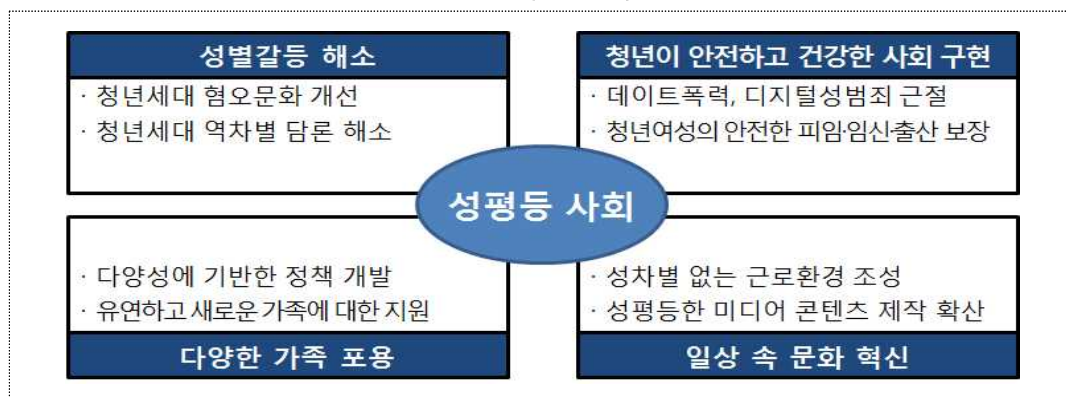 성별갈등 해소
· 청년세대 혐오문화 개선
· 청년세대 역차별 담론 해소
청년이 안전하고 건강한 사회 구현
· 데이트폭력, 디지털성범죄 근절
· 청년여성의 안전한 피임·임신·출산 보장
성평등 사회
· 다양성에 기반한 정책 개발
· 유연하고 새로운 가족에 대한 지원
다양한 가족 포용
· 성차별 없는 근로환경 조성
· 성평등한 미디어 콘텐츠 제작 확산
일상 속 문화 혁신